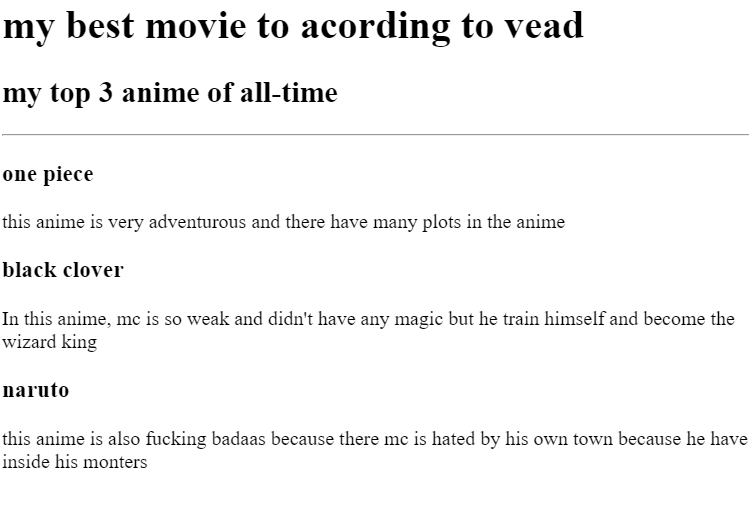 my best movie to acording to vead
my top 3 anime of all-time
one piece
this anime is very adventurous and there have many plots in the anime
black clover
In this anime, mc is so weak and didn't have any magic but he train himself and become the
wizard king
naruto
this anime is also fucking badaas because there mc is hated by his own town because he have
inside his monters